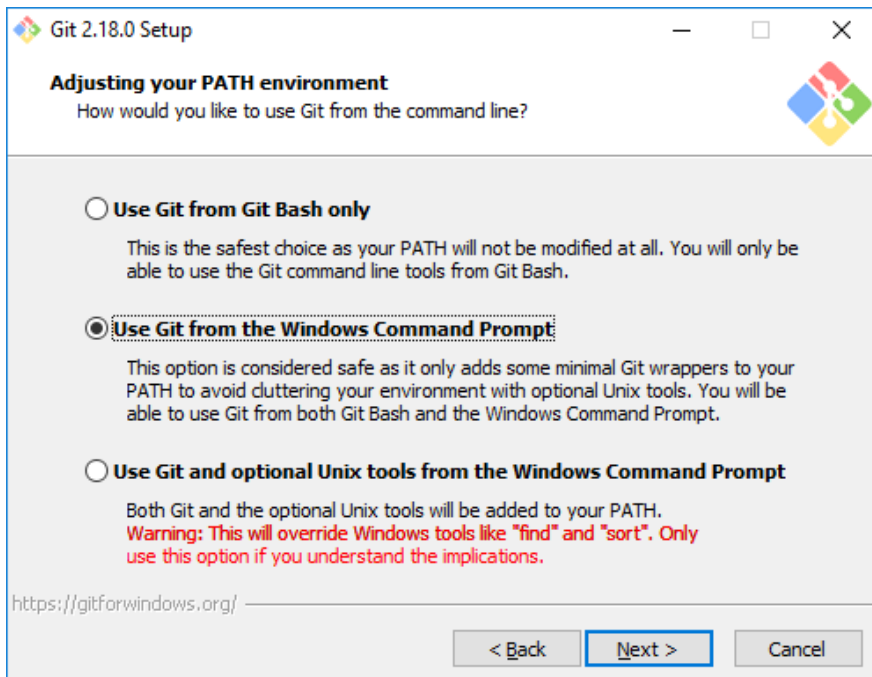 Git 2.18.0 Setup
Adjusting your PATH environment
How would you like to use Git from the command line?
Use Git from Git Bash only
This is the safest choice as your PATH will not be modified at all. You will only be
able to use the Git command line tools from Git Bash.
Use Git from the Windows Command Prompt
This option is considered safe as it only adds some minimal Git wrappers to your
PATH to avoid cluttering your environment with optional Unix tools. You will be
able to use Git from both Git Bash and the Windows Command Prompt.
Use Git and optional Unix tools from the Windows Command Prompt
Both Git and the optional Unix tools will be added to your PATH.
Warning: This will override Windows tools like "find" and "sort". Only
use this option if you understand the implications.
https://gitforwindows.org/
< Back Next > Cancel